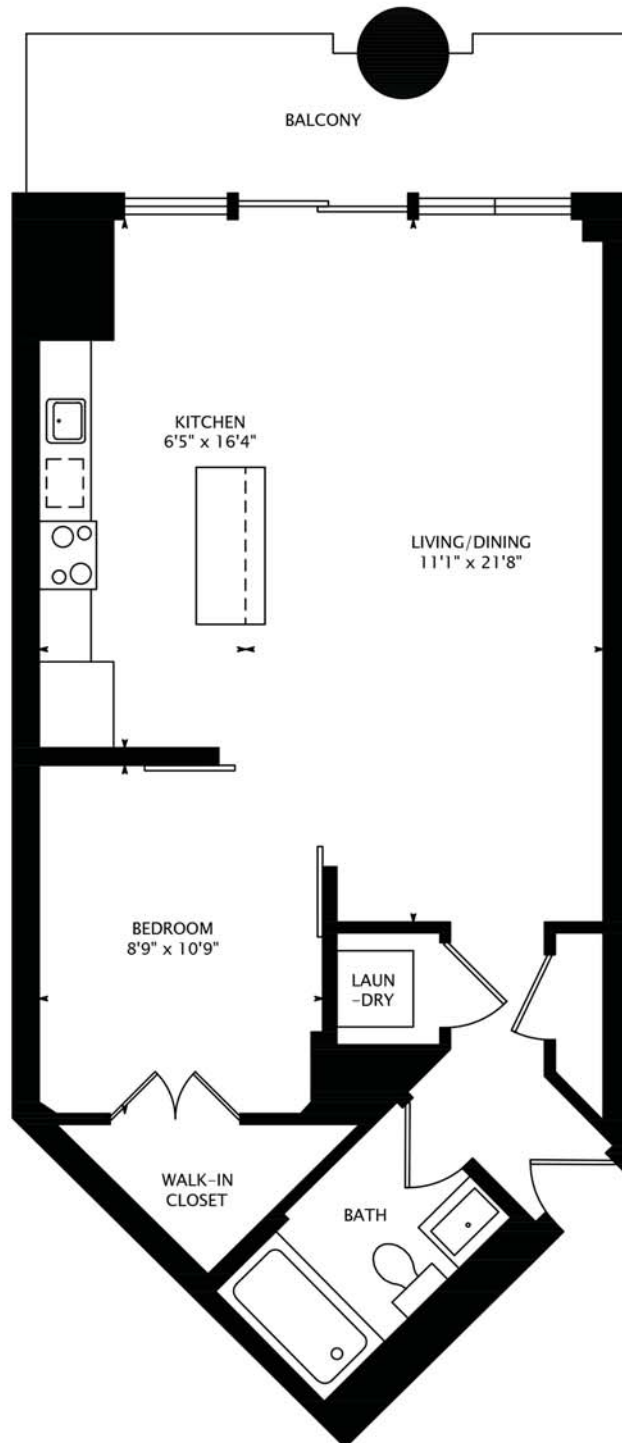 BALCONY
KITCHEN
6'5" x 16'4"
LIVING/DINING
11'1" x 21'8"
BEDROOM
8'9" x 10'9"
LAUN
-DRY
WALK-IN
CLOSET
BATH